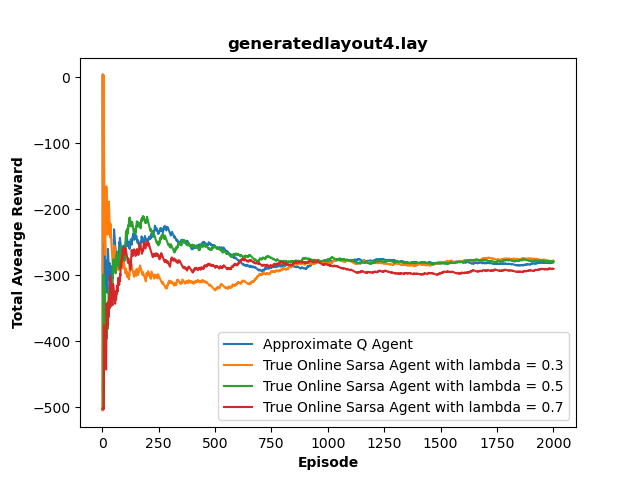 generatedlayout4.lay
Total Avearge Reward
0
−100
−200
−300
−400
−500
Approximate Q Agent
True Online Sarsa Agent with lambda = 0.3
True Online Sarsa Agent with lambda = 0.5
True Online Sarsa Agent with lambda = 0.7
0 250 500 750 1000 1250 1500 1750 2000
Episode